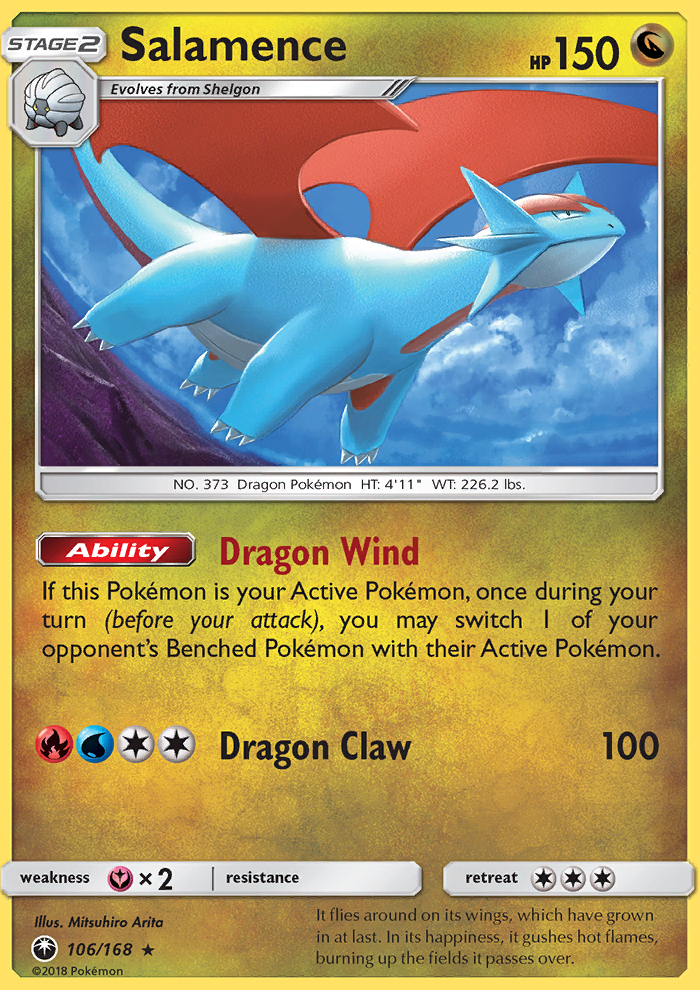 STAGE 2
Salamence
HP 150
Evolves from Shelgon
NO. 373 Dragon Pokémon HT: 4'11" WT: 226.2 lbs.
Ability Dragon Wind
If this Pokémon is your Active Pokémon, once during your
turn (before your attack), you may switch 1 of your
opponent's Benched Pokémon with their Active Pokémon.
Dragon Claw 100
weakness ×2 resistance retreat
Illus. Mitsuhiro Arita
106/168 ★
©2018 Pokémon
It flies around on its wings, which have grown
in at last. In its happiness, it gushes hot flames,
burning up the fields it passes over.